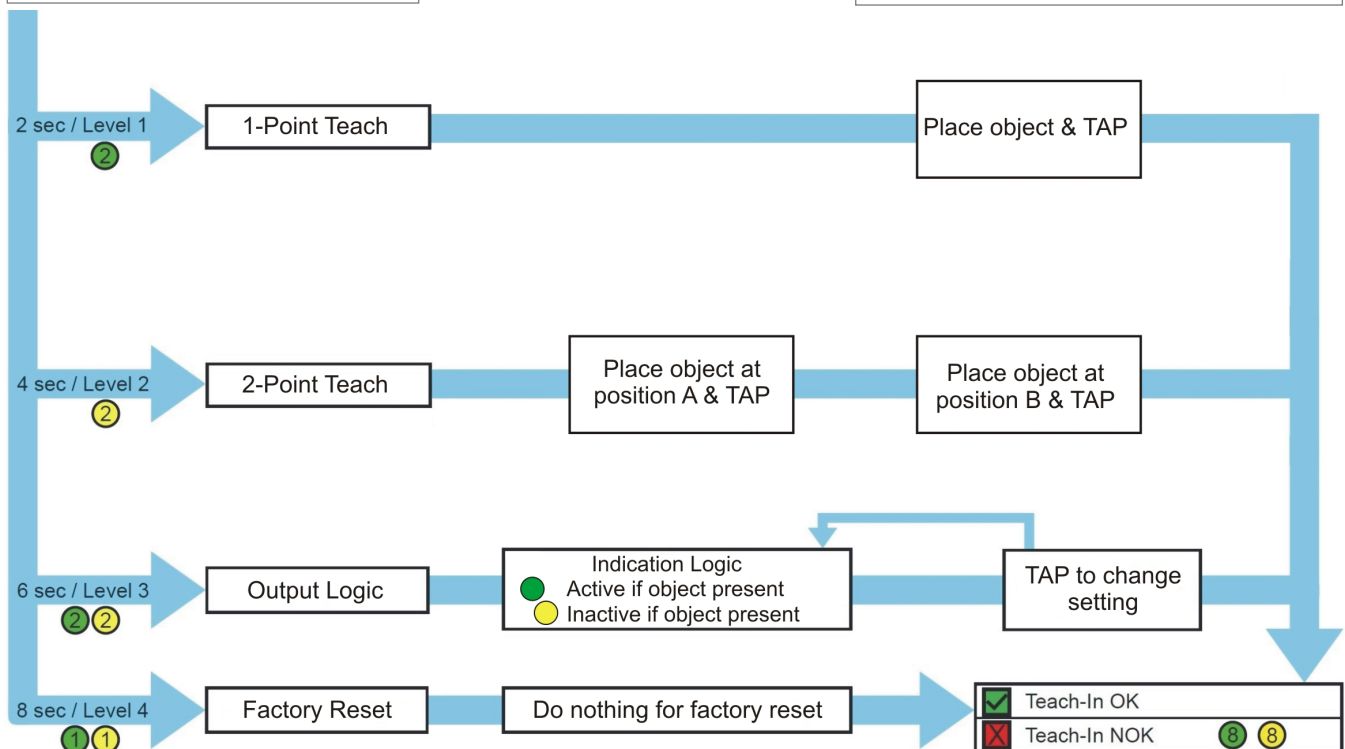 2 sec / Level 1
2
1-Point Teach
Place object & TAP
4 sec / Level 2
2
2-Point Teach
Place object at
position A & TAP
Place object at
position B & TAP
6 sec / Level 3
2 2
Output Logic
Indication Logic
Active if object present
Inactive if object present
TAP to change
setting
8 sec / Level 4
1 1
Factory Reset
Do nothing for factory reset
Teach-In OK
Teach-In NOK 8 8